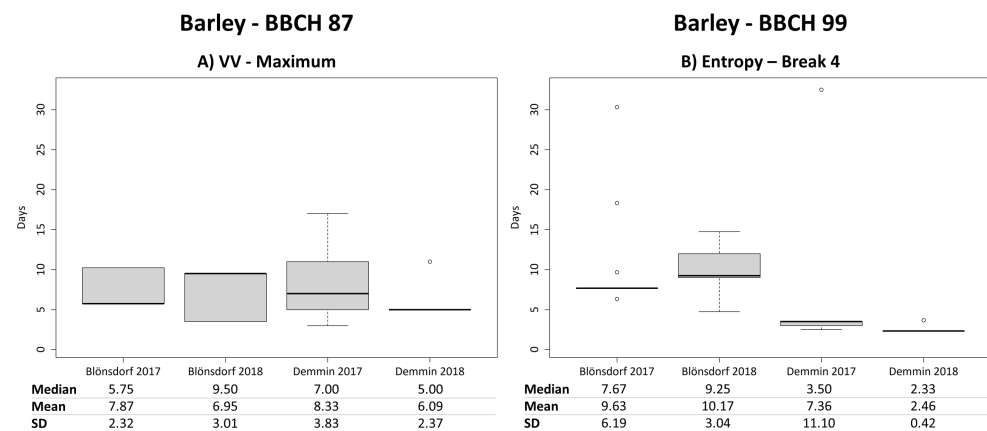 Barley - BBCH 87
A) VV - Maximum
Days
30
25
20
15
10
5
0
Blönsdorf 2017 Blönsdorf 2018 Demmin 2017 Demmin 2018
Median 5.75 9.50 7.00 5.00
Mean 7.87 6.95 8.33 6.09
SD 2.32 3.01 3.83 2.37
Barley - BBCH 99
B) Entropy – Break 4
Days
30
25
20
15
10
5
0
Blönsdorf 2017 Blönsdorf 2018 Demmin 2017 Demmin 2018
Median 7.67 9.25 3.50 2.33
Mean 9.63 10.17 7.36 2.46
SD 6.19 3.04 11.10 0.42